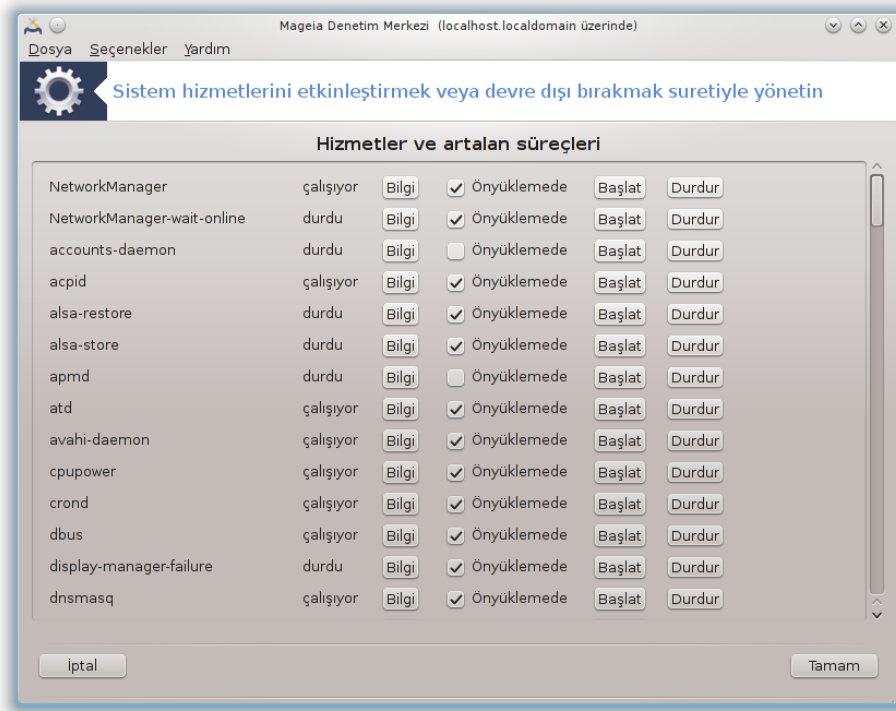 Mageia Denetim Merkezi (localhost.localdomain üzerinde)
Dosya Seçenekler Yardım
Sistem hizmetlerini etkinleştirmek veya devre dışı bırakmak suretiyle yönetin
Hizmetler ve artalan süreçleri
NetworkManager çalışıyor Bilgi Önyüklemede Başlat Durdur
NetworkManager-wait-online durdu Bilgi Önyüklemede Başlat Durdur
accounts-daemon durdu Bilgi Önyüklemede Başlat Durdur
acpid çalışıyor Bilgi Önyüklemede Başlat Durdur
alsa-restore durdu Bilgi Önyüklemede Başlat Durdur
alsa-store durdu Bilgi Önyüklemede Başlat Durdur
apmd durdu Bilgi Önyüklemede Başlat Durdur
atd çalışıyor Bilgi Önyüklemede Başlat Durdur
avahi-daemon çalışıyor Bilgi Önyüklemede Başlat Durdur
cpupower çalışıyor Bilgi Önyüklemede Başlat Durdur
crond çalışıyor Bilgi Önyüklemede Başlat Durdur
dbus çalışıyor Bilgi Önyüklemede Başlat Durdur
display-manager-failure durdu Bilgi Önyüklemede Başlat Durdur
dnsmasq çalışıyor Bilgi Önyüklemede Başlat Durdur
İptal Tamam